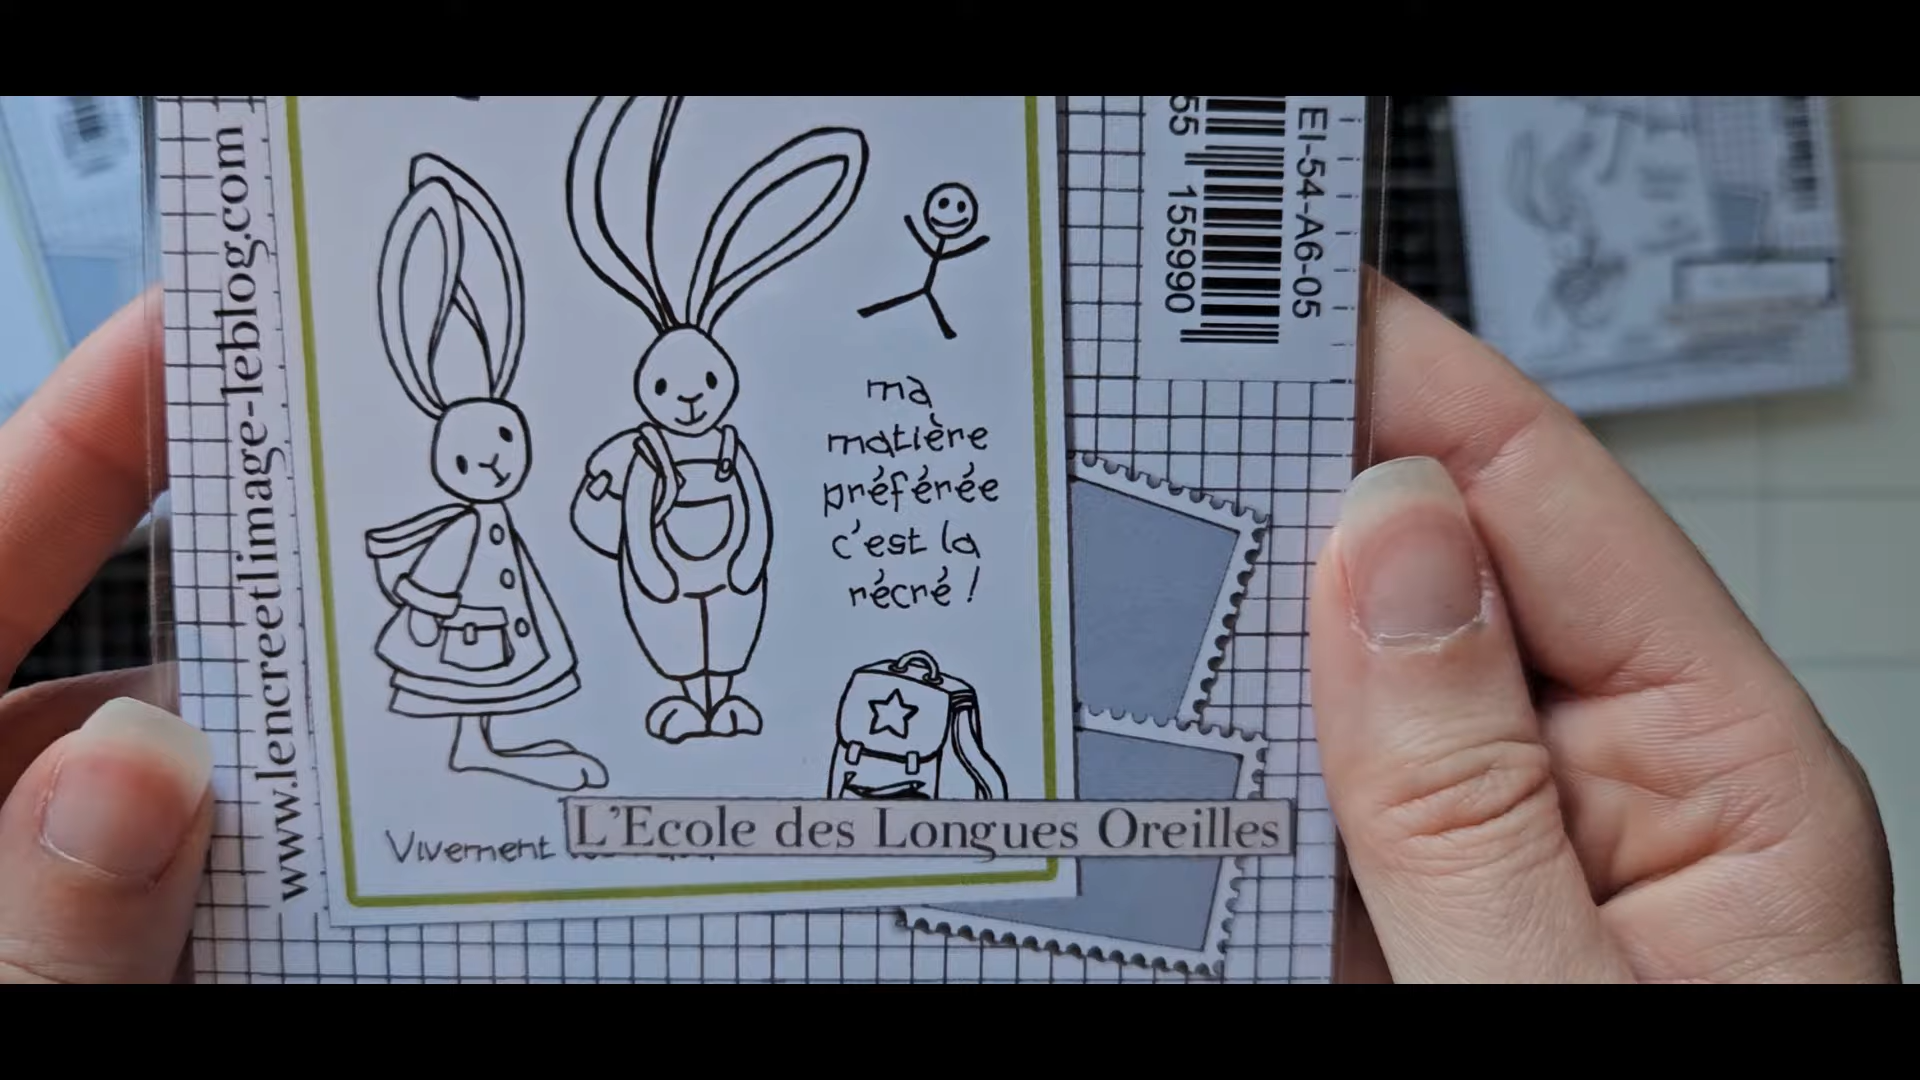 www.lencreetlimage-leblog.com
ma
matière
préférée
c'est la
récré !
Vivement
L'Ecole des Longues Oreilles
EI-54-A6-05
55 155990